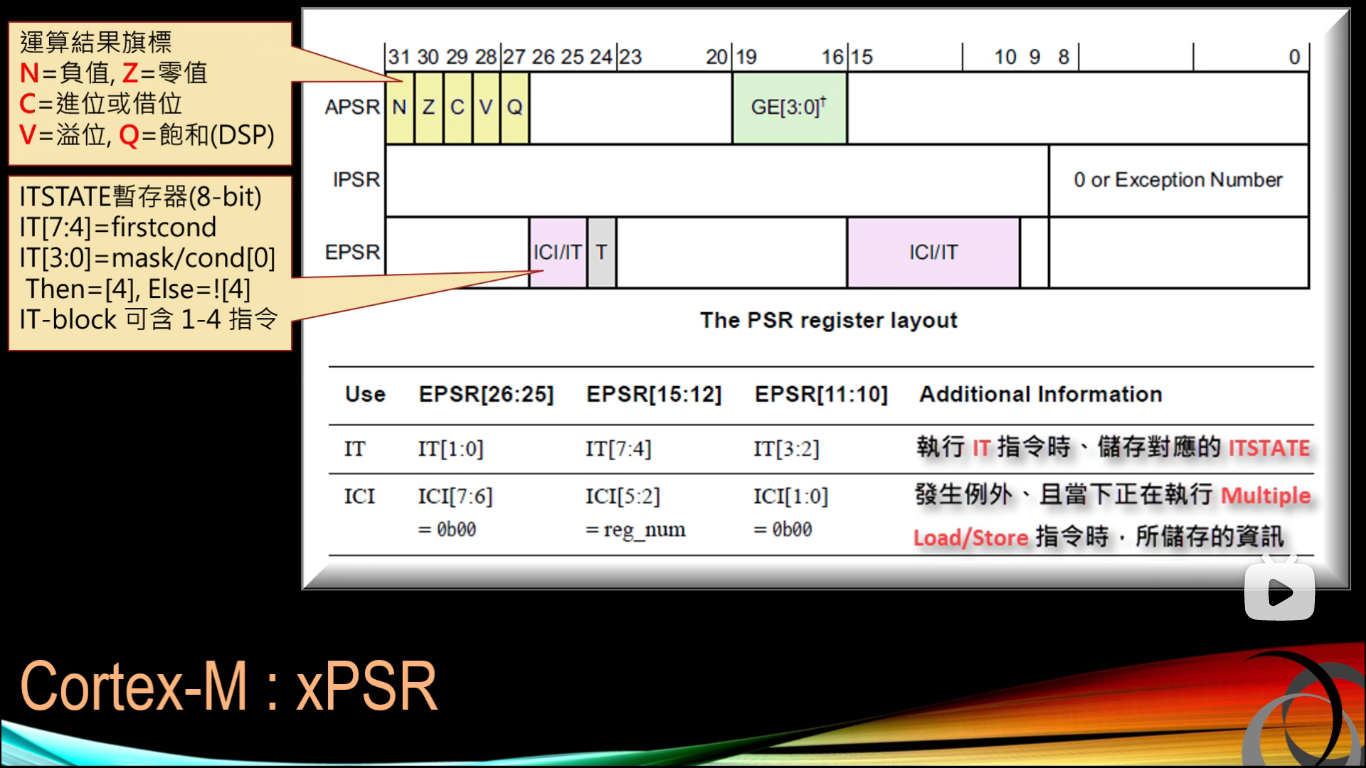 運算結果旗標
N=負值, Z=零值
C=進位或借位
V=溢位, Q=飽和(DSP)
ITSTATE暫存器(8-bit)
IT[7:4]=firstcond
IT[3:0]=mask/cond[0]
Then=[4], Else=![4]
IT-block 可含 1-4 指令
31 30 29 28 27 26 25 24 23 20 19 16 15 10 9 8 0
APSR N Z C V Q GE[3:0]†
IPSR 0 or Exception Number
EPSR ICI/IT T ICI/IT
The PSR register layout
Use EPSR[26:25] EPSR[15:12] EPSR[11:10] Additional Information
IT IT[1:0] IT[7:4] IT[3:2] 執行 IT 指令時、儲存對應的 ITSTATE
ICI ICI[7:6] ICI[5:2] ICI[1:0] 發生例外、且當下正在執行 Multiple
= 0b00 = reg_num = 0b00 Load/Store 指令時，所儲存的資訊
Cortex-M : xPSR